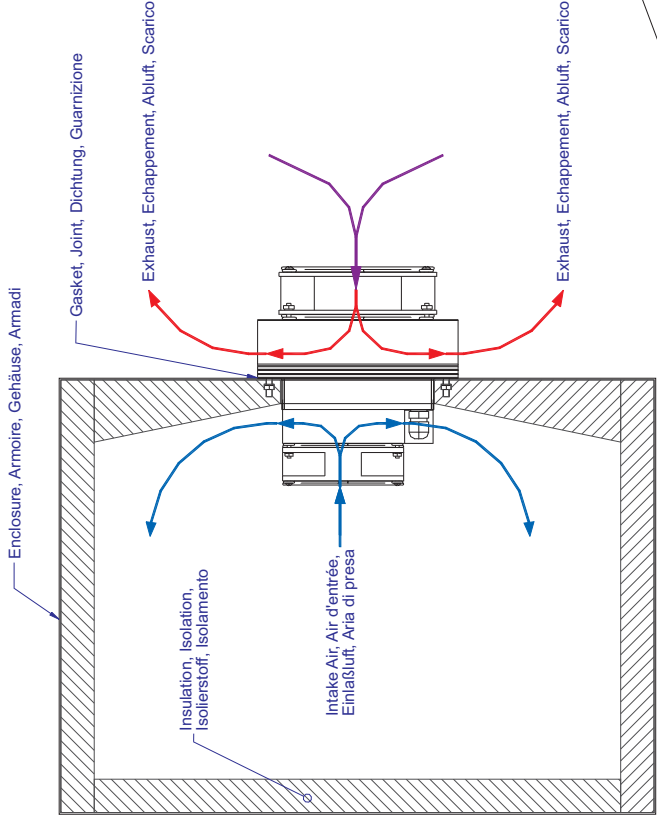 Enclosure, Armoire, Gehäuse, Armadi
Gasket, Joint, Dichtung, Guarnizione
Exhaust, Echappement, Abluft, Scarico
Exhaust, Echappement, Abluft, Scarico
Insulation, Isolation,
Isolierstoff, Isolamento
Intake Air, Air d'entrée,
Einlaßluft, Aria di presa